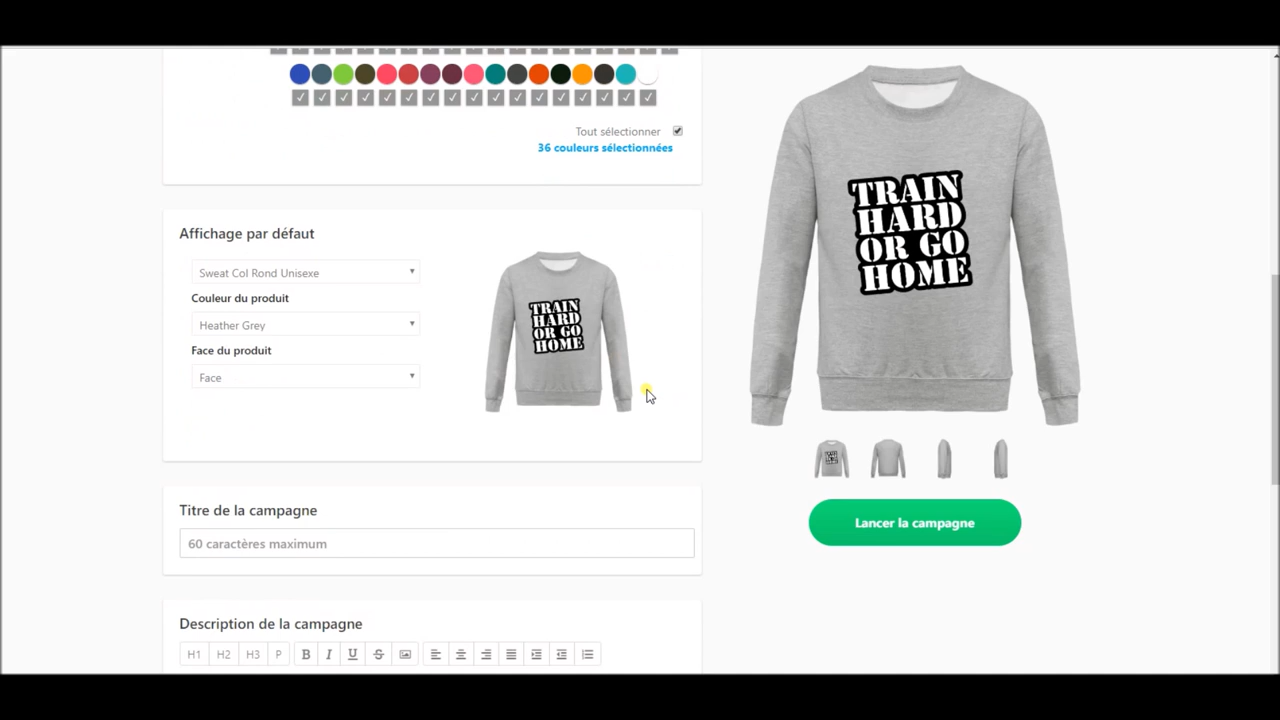 Tout sélectionner
36 couleurs sélectionnées
Affichage par défaut
Sweat Col Rond Unisexe
Couleur du produit
Heather Grey
Face du produit
Face
TRAIN
HARD
OR GO
HOME
Titre de la campagne
60 caractères maximum
Description de la campagne
H1 H2 H3 P B I U S
TRAIN
HARD
OR GO
HOME
Lancer la campagne